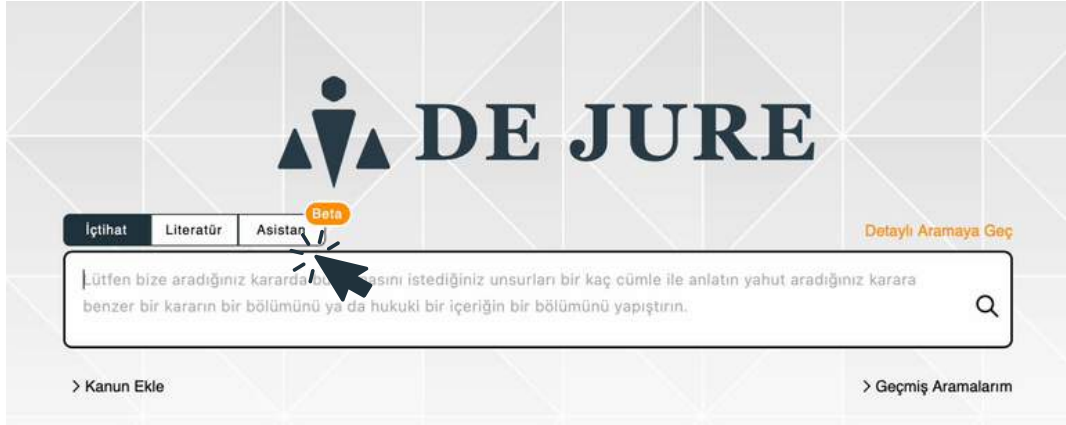 DE JURE
İçtihat Literatür Asistan Beta
Detaylı Aramaya Geç
Lütfen bize aradığınız kararda istediğiniz unsurları bir kaç cümle ile anlatın yahut aradığınız karara
benzer bir kararın bir bölümünü ya da hukuki bir içeriğin bir bölümünü yapıştırın.
> Kanun Ekle
> Geçmiş Aramalarım